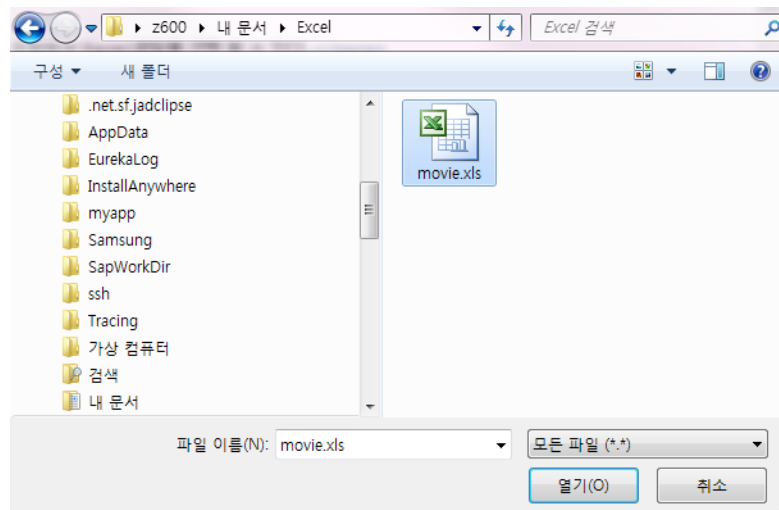 z600 내 문서 Excel
Excel 검색
구성 새 폴더
.net.sf.jadclipse
AppData
EurekaLog
InstallAnywhere
myapp
Samsung
SapWorkDir
ssh
Tracing
가상 컴퓨터
검색
내 문서
movie.xls
파일 이름(N): movie.xls
모든 파일 (*.*)
열기(O) 취소